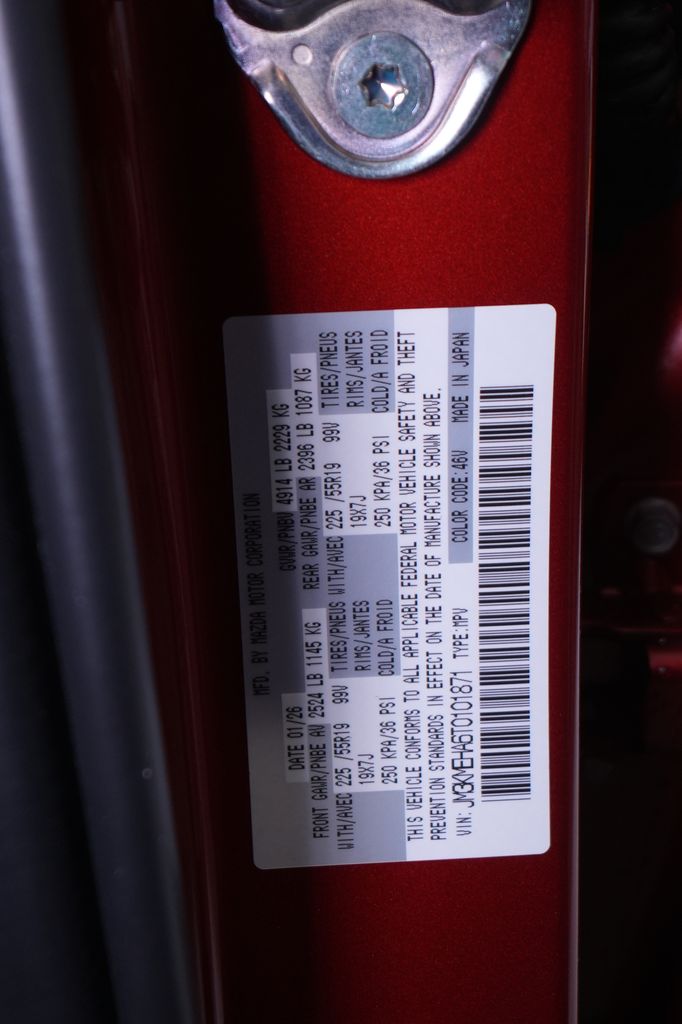 MFD. BY MAZDA MOTOR CORPORATION
DATE 01/26 GVWR/PNBV 4914 LB 2229 KG
FRONT GAWR/PNBE AV 2524 LB 1145 KG REAR GAWR/PNBE AR 2396 LB 1087 KG
WITH/AVEC 225 /55R19 99V TIRES/PNEUS WITH/AVEC 225 /55R19 99V TIRES/PNEUS
19X7J RIMS/JANTES 19X7J RIMS/JANTES
250 KPA/36 PSI COLD/A FROID 250 KPA/36 PSI COLD/A FROID
THIS VEHICLE CONFORMS TO ALL APPLICABLE FEDERAL MOTOR VEHICLE SAFETY AND THEFT
PREVENTION STANDARDS IN EFFECT ON THE DATE OF MANUFACTURE SHOWN ABOVE.
VIN: JM3KMEHA6T0101871 TYPE:MPV COLOR CODE:46V MADE IN JAPAN